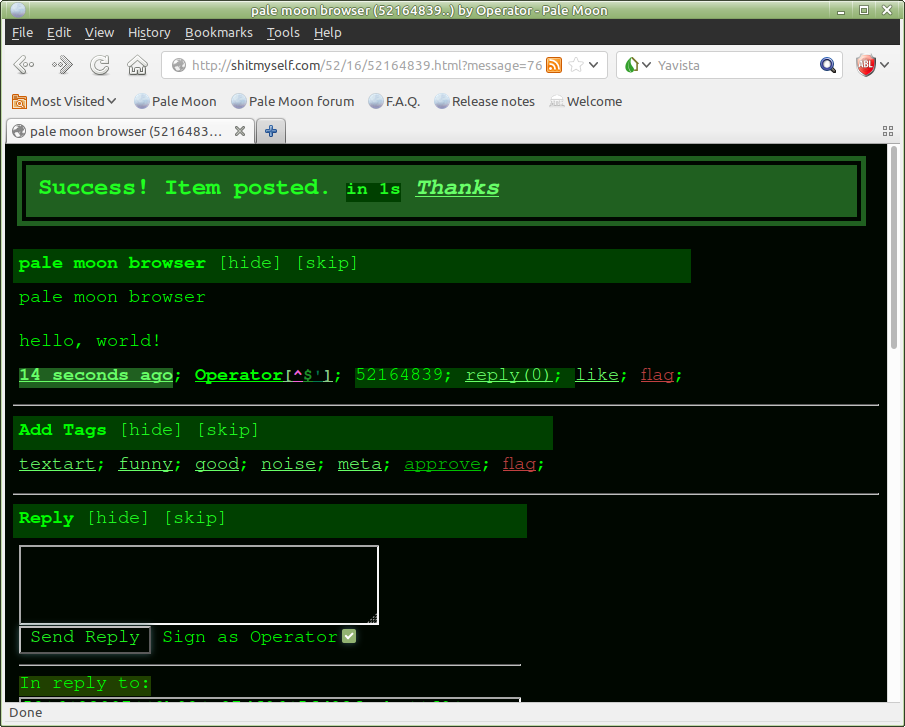 pale moon browser (52164839..) by Operator - Pale Moon
File Edit View History Bookmarks Tools Help
http://shitmyself.com/52/16/52164839.html?message=76 Yavista ABL
Most Visited Pale Moon Pale Moon forum F.A.Q. Release notes Welcome
pale moon browser (5216483...
Success! Item posted. in 1s Thanks
pale moon browser [hide] [skip]
pale moon browser
hello, world!
14 seconds ago; Operator[^$']; 52164839; reply(0); like; flag;
Add Tags [hide] [skip]
textart; funny; good; noise; meta; approve; flag;
Reply [hide] [skip]
Send Reply Sign as Operator
In reply to:
Done